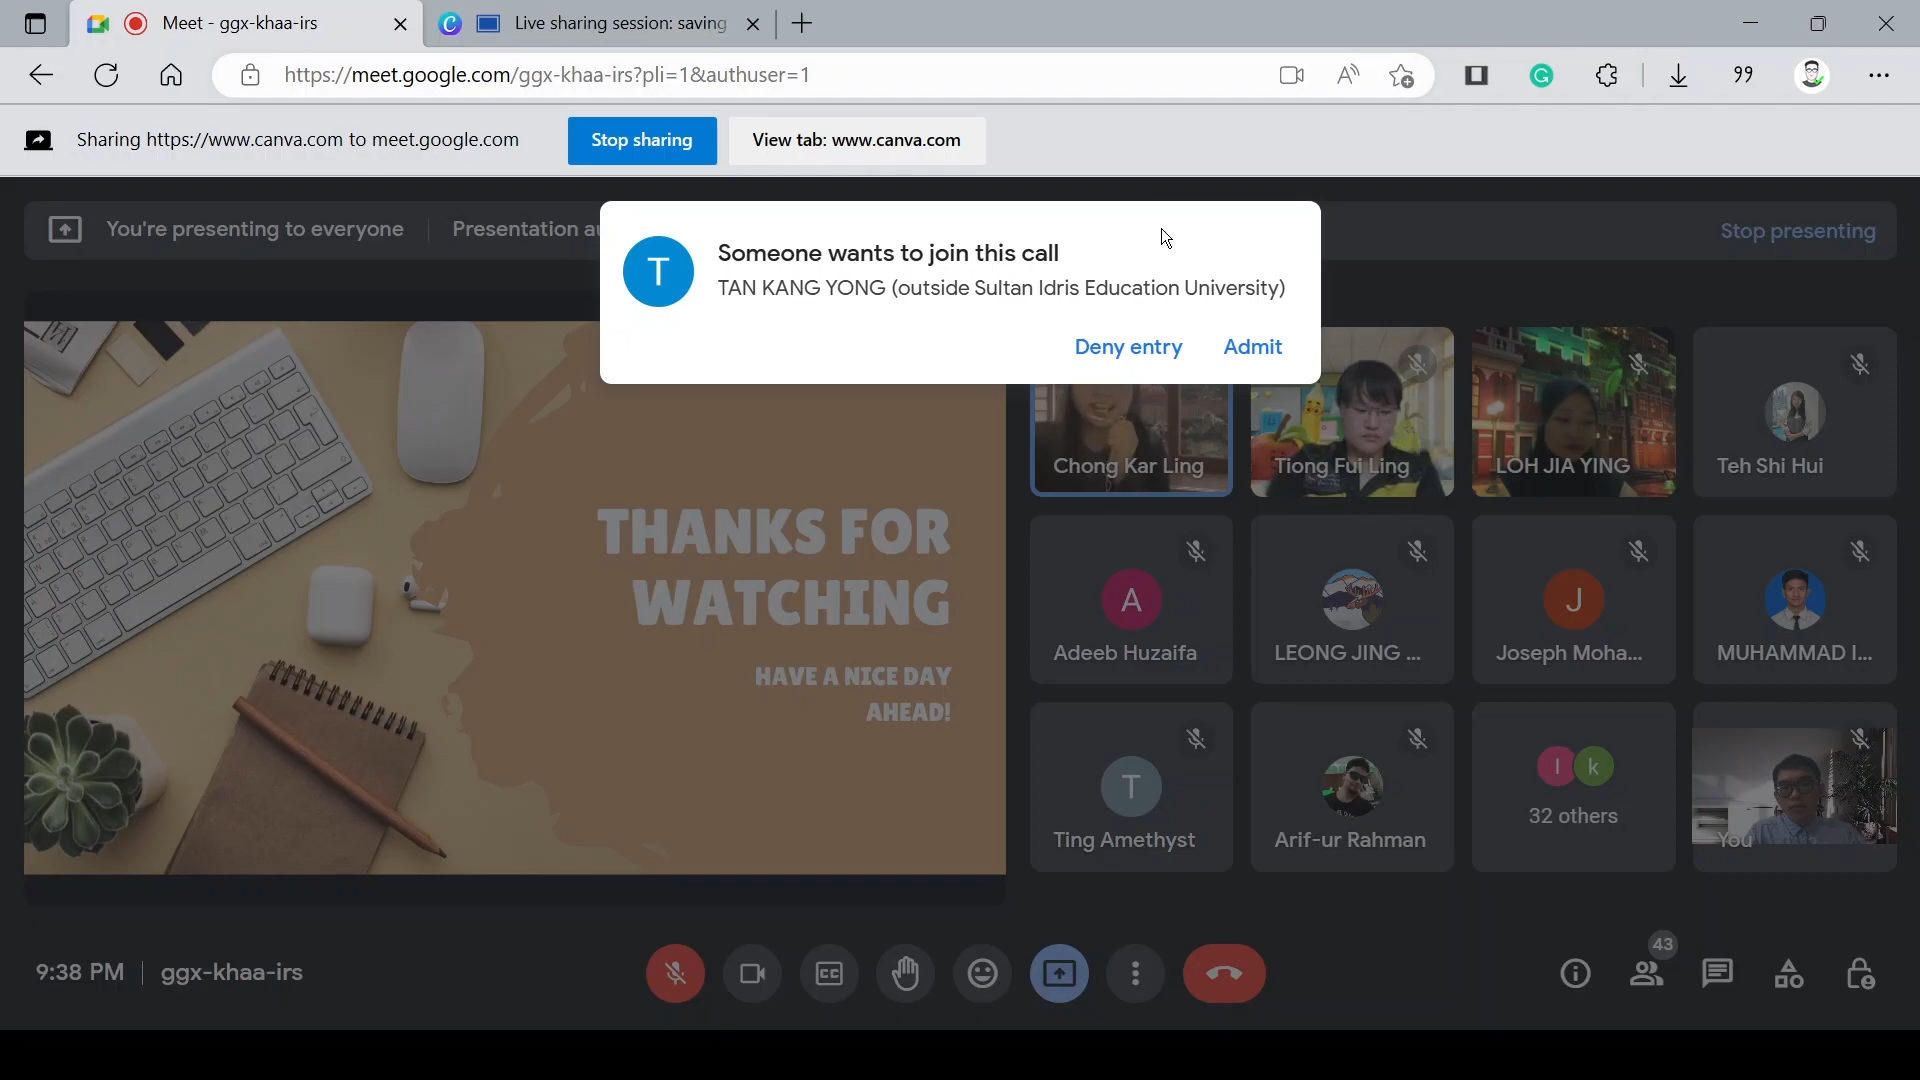 Meet - ggx-khaa-irs
Live sharing session: saving
https://meet.google.com/ggx-khaa-irs?pli=1&authuser=1
Sharing https://www.canva.com to meet.google.com
Stop sharing
View tab: www.canva.com
You're presenting to everyone
Presentation au
Stop presenting
T
Someone wants to join this call
TAN KANG YONG (outside Sultan Idris Education University)
Deny entry
Admit
THANKS FOR
WATCHING
HAVE A NICE DAY
AHEAD!
Chong Kar Ling
Tiong Fui Ling
LOH JIA YING
Teh Shi Hui
A
J
Adeeb Huzaifa
LEONG JING ...
Joseph Moha...
MUHAMMAD I...
T
I
k
32 others
Ting Amethyst
Arif-ur Rahman
You
9:38 PM
ggx-khaa-irs
CC
43